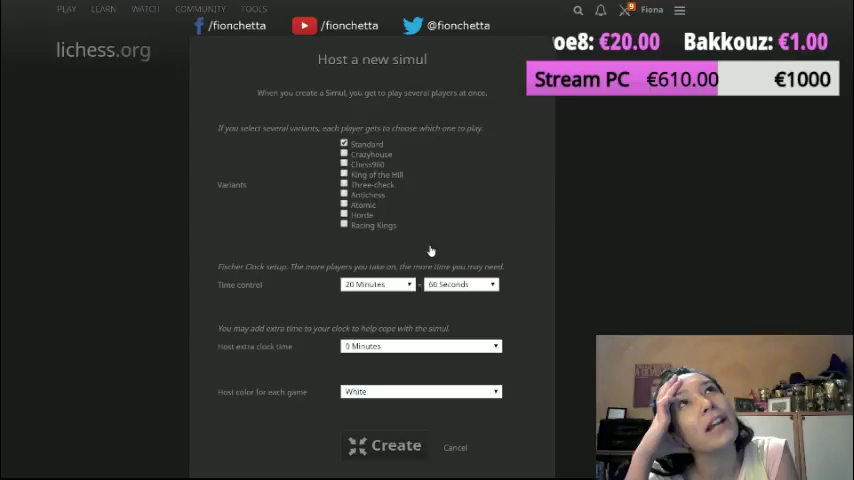 PLAY LEARN WATCH COMMUNITY TOOLS
9 Fiona
/fionchetta /fionchetta @fionchetta
lichess.org
oe8: €20.00 Bakkouz: €1.00
Stream PC €610.00 €1000
Host a new simul
When you create a Simul, you get to play several players at once.
If you select several variants, each player gets to choose which one to play.
Variants
Standard
Crazyhouse
Chess960
King of the Hill
Three-check
Antichess
Atomic
Horde
Racing Kings
Fischer Clock setup. The more players you take on, the more time you may need.
Time control 20 Minutes + 60 Seconds
You may add extra time to your clock to help cope with the simul.
Host extra clock time 0 Minutes
Host color for each game White
Create Cancel